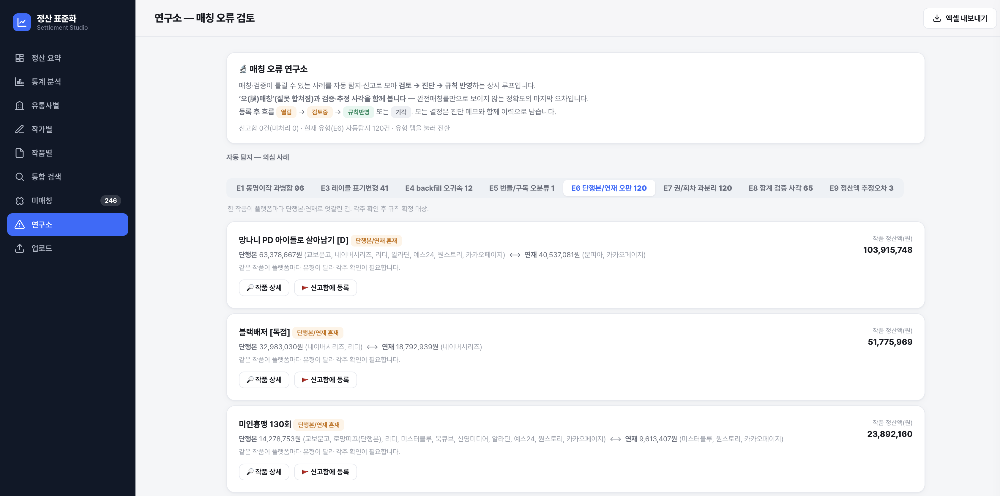 정산 표준화
Settlement Studio
정산 요약
통계 분석
유통사별
작가별
작품별
통합 검색
미매칭 246
연구소
업로드
연구소 — 매칭 오류 검토
엑셀 내보내기
매칭 오류 연구소
매칭·검증이 틀릴 수 있는 사례를 자동 탐지·신고로 모아 검토 → 진단 → 규칙 반영하는 상시 루프입니다.
‘오(誤)매칭’(잘못 합쳐짐)과 검증·추정 사각을 함께 봅니다 — 완전매칭률만으로 보이지 않는 정확도의 마지막 오차입니다.
등록 후 흐름 열림 → 검토중 → 규칙반영 또는 기각. 모든 결정은 진단 메모와 함께 이력으로 남습니다.
신고함 0건(미처리 0) · 현재 유형(E6) 자동탐지 120건 · 유형 탭을 눌러 전환
자동 탐지 — 의심 사례
E1 동명이작 과병합 96 E3 레이블 표기변형 41 E4 backfill 오귀속 12 E5 번들/구독 오분류 1 E6 단행본/연재 오판 120 E7 권/회차 과분리 120 E8 합계 검증 사각 65 E9 정산액 추정오차 3
한 작품이 플랫폼마다 단행본·연재로 엇갈린 건. 각주 확인 후 규칙 확정 대상.
망나니 PD 아이돌로 살아남기 [D] 단행본/연재 혼재
작품 정산액(원)
103,915,748
단행본 63,378,667원 (교보문고, 네이버시리즈, 리디, 알라딘, 예스24, 원스토리, 카카오페이지) ⟷ 연재 40,537,081원 (문피아, 카카오페이지)
같은 작품이 플랫폼마다 유형이 달라 각주 확인이 필요합니다.
작품 상세 신고함에 등록
블랙배저 [독점] 단행본/연재 혼재
작품 정산액(원)
51,775,969
단행본 32,983,030원 (네이버시리즈, 리디) ⟷ 연재 18,792,939원 (네이버시리즈)
같은 작품이 플랫폼마다 유형이 달라 각주 확인이 필요합니다.
작품 상세 신고함에 등록
미인흉맹 130회 단행본/연재 혼재
작품 정산액(원)
23,892,160
단행본 14,278,753원 (교보문고, 로망띠끄(단행본), 리디, 미스터블루, 북큐브, 신영미디어, 알라딘, 예스24, 원스토리, 카카오페이지) ⟷ 연재 9,613,407원 (미스터블루, 원스토리, 카카오페이지)
같은 작품이 플랫폼마다 유형이 달라 각주 확인이 필요합니다.
작품 상세 신고함에 등록